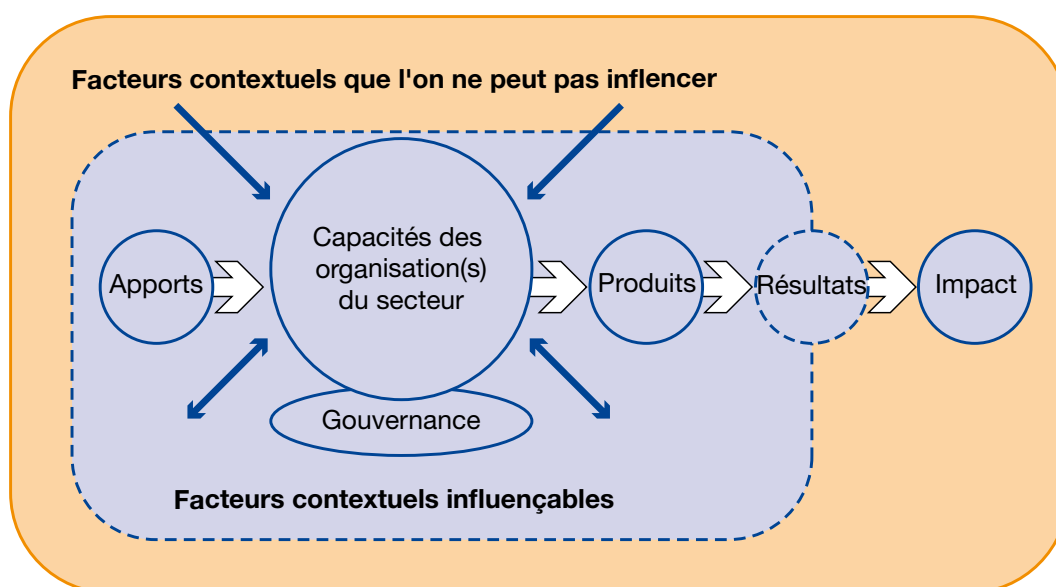 Facteurs contextuels que l'on ne peut pas inflencer
Capacités des
organisation(s)
du secteur
Apports
Produits
Résultats
Impact
Gouvernance
Facteurs contextuels influençables